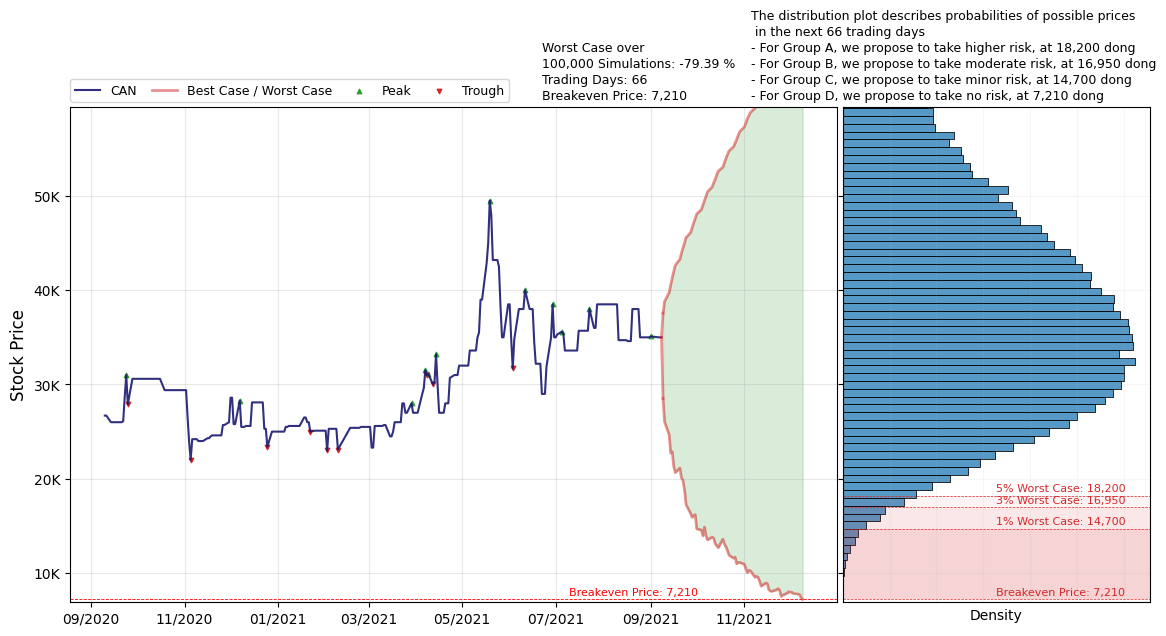 The distribution plot describes probabilities of possible prices
in the next 66 trading days
- For Group A, we propose to take higher risk, at 18,200 dong
- For Group B, we propose to take moderate risk, at 16,950 dong
- For Group C, we propose to take minor risk, at 14,700 dong
- For Group D, we propose to take no risk, at 7,210 dong
Worst Case over
100,000 Simulations: -79.39 %
Trading Days: 66
Breakeven Price: 7,210
CAN
Best Case / Worst Case
Peak
Trough
Stock Price
50K
40K
30K
20K
10K
Breakeven Price: 7,210
09/2020
11/2020
01/2021
03/2021
05/2021
07/2021
09/2021
11/2021
5% Worst Case: 18,200
3% Worst Case: 16,950
1% Worst Case: 14,700
Breakeven Price: 7,210
Density